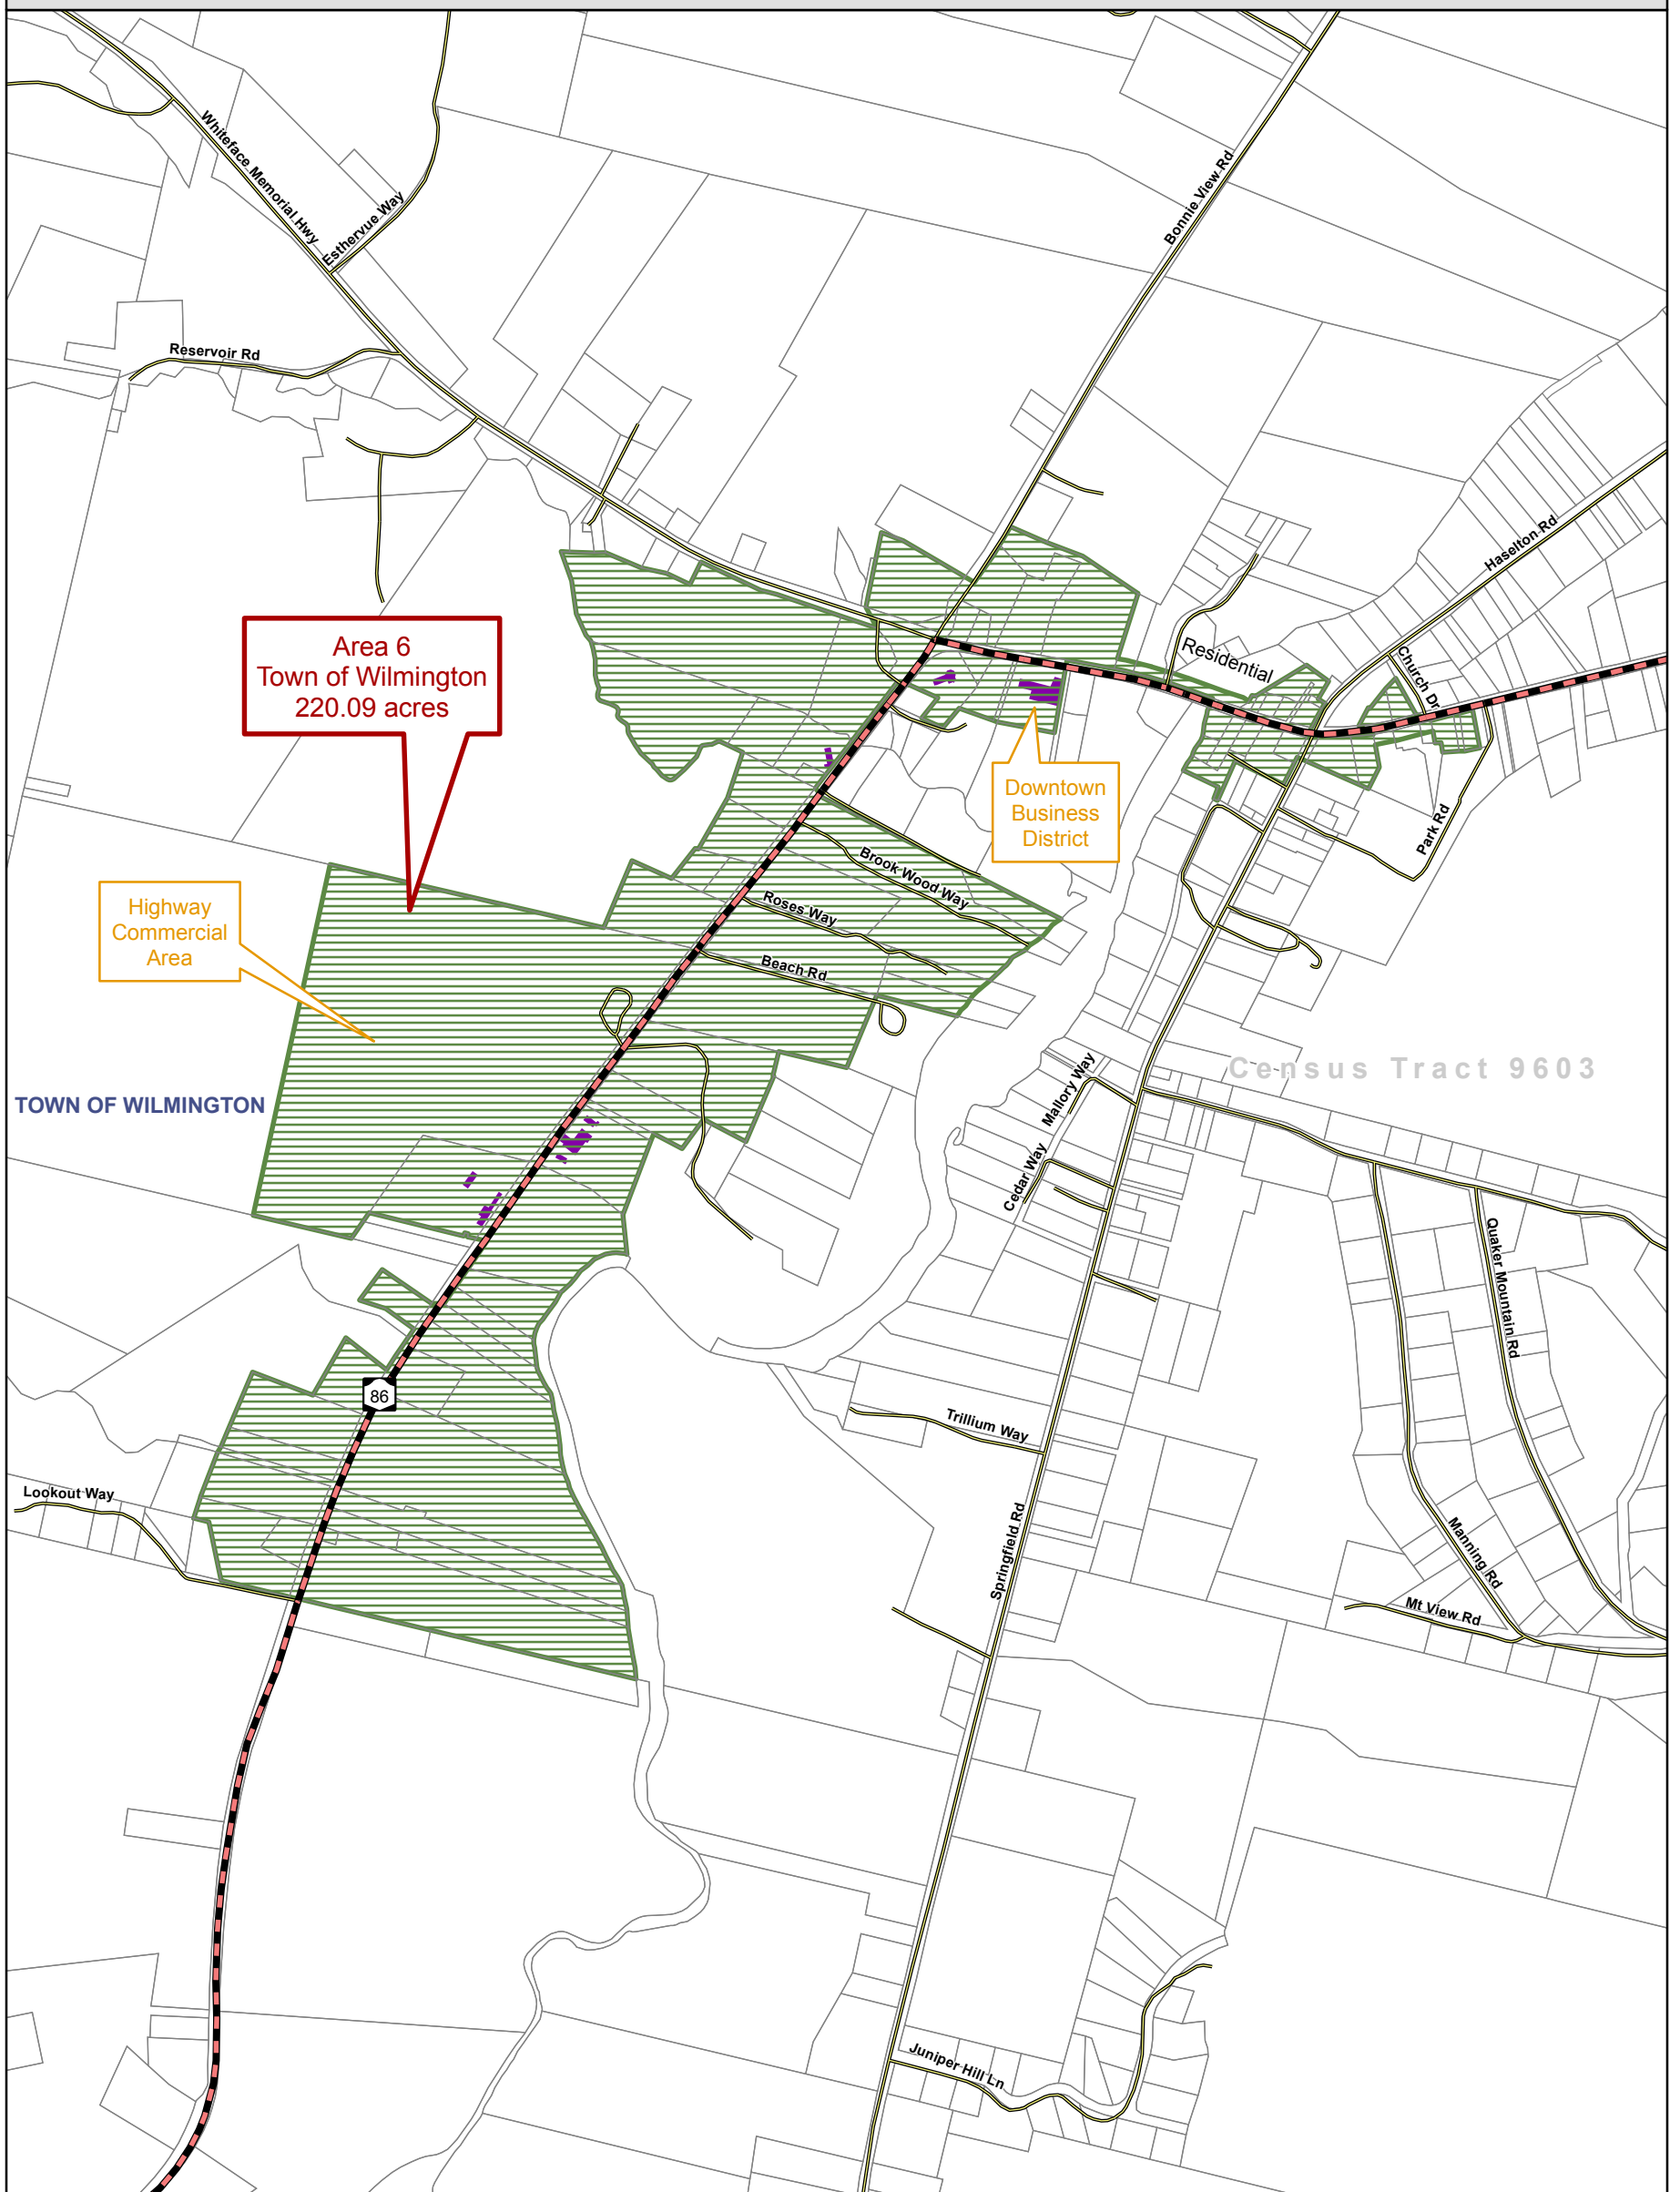 Whiteface Memorial Hwy
Esthervue Way
Bonnie View Rd
Reservoir Rd
Haselton Rd
Area 6
Town of Wilmington
220.09 acres
Residential
Church Dr
Downtown
Business
District
Park Rd
Brook Wood Way
Roses Way
Highway
Commercial
Area
Beach Rd
Census Tract 9603
Mallory Way
TOWN OF WILMINGTON
Cedar Way
Quaker Mountain Rd
86
Trillium Way
Lookout Way
Springfield Rd
Manning Rd
Mt View Rd
Juniper Hill Ln